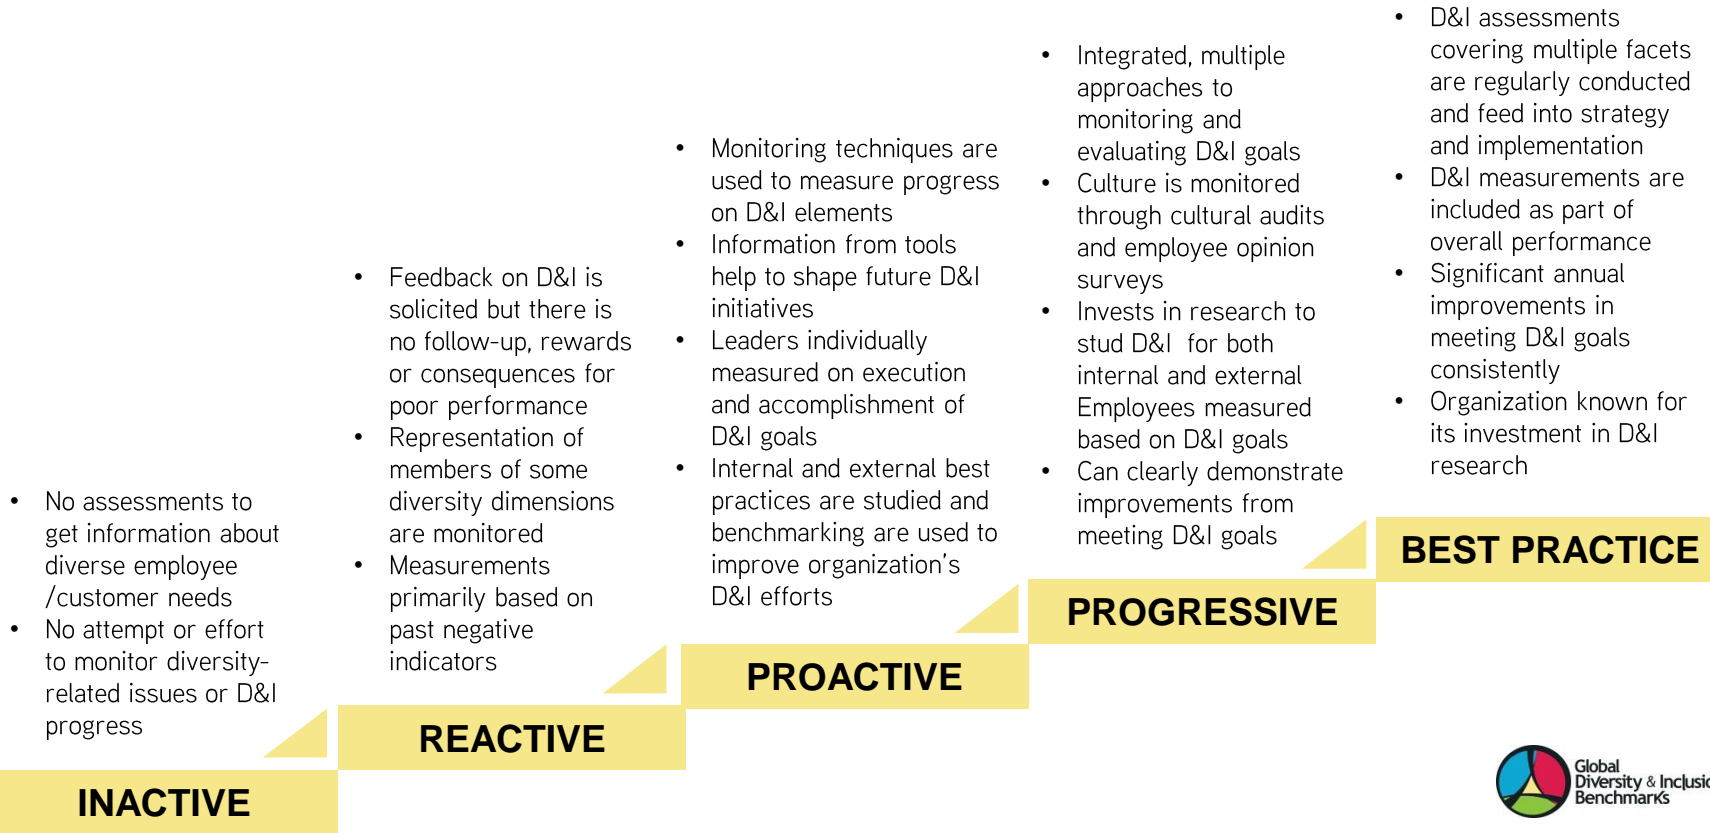 • No assessments to
get information about
diverse employee
/customer needs
• No attempt or effort
to monitor diversity-
related issues or D&I
progress
INACTIVE
• Feedback on D&I is
solicited but there is
no follow-up, rewards
or consequences for
poor performance
• Representation of
members of some
diversity dimensions
are monitored
• Measurements
primarily based on
past negative
indicators
REACTIVE
• Monitoring techniques are
used to measure progress
on D&I elements
• Information from tools
help to shape future D&I
initiatives
• Leaders individually
measured on execution
and accomplishment of
D&I goals
• Internal and external best
practices are studied and
benchmarking are used to
improve organization's
D&I efforts
PROACTIVE
• Integrated, multiple
approaches to
monitoring and
evaluating D&I goals
• Culture is monitored
through cultural audits
and employee opinion
surveys
• Invests in research to
stud D&I for both
internal and external
Employees measured
based on D&I goals
• Can clearly demonstrate
improvements from
meeting D&I goals
PROGRESSIVE
• D&I assessments
covering multiple facets
are regularly conducted
and feed into strategy
and implementation
• D&I measurements are
included as part of
overall performance
• Significant annual
improvements in
meeting D&I goals
consistently
• Organization known for
its investment in D&I
research
BEST PRACTICE
Global
Diversity & Inclusio
Benchmarks